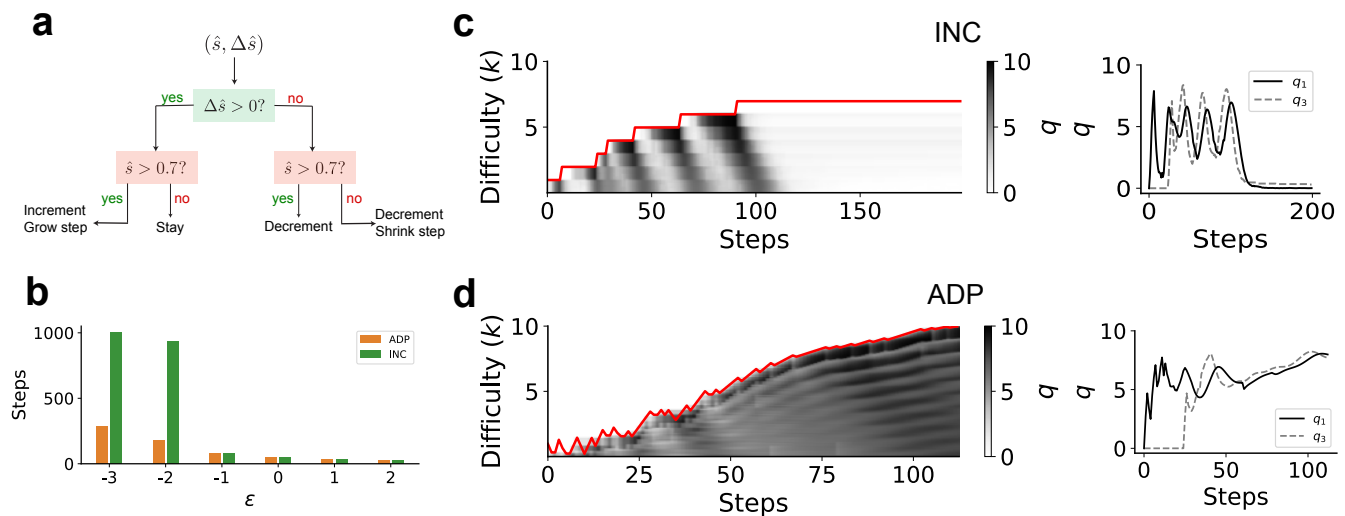 a
(ŝ, Δŝ)
yes
no
Δŝ > 0?
ŝ > 0.7?
ŝ > 0.7?
yes
no
yes
no
Increment
Grow step
Stay
Decrement
Decrement
Shrink step
b
Steps
1000
500
0
ADP
INC
-3 -2 -1 0 1 2
ε
c
INC
Difficulty (k)
10
5
0 50 100 150
Steps
10
5
0
q
q
10
5
0
q₁
q₃
0 200
Steps
d
ADP
Difficulty (k)
10
5
0 25 50 75 100
Steps
10
5
0
q
q
10
5
0
q₁
q₃
0 50 100
Steps